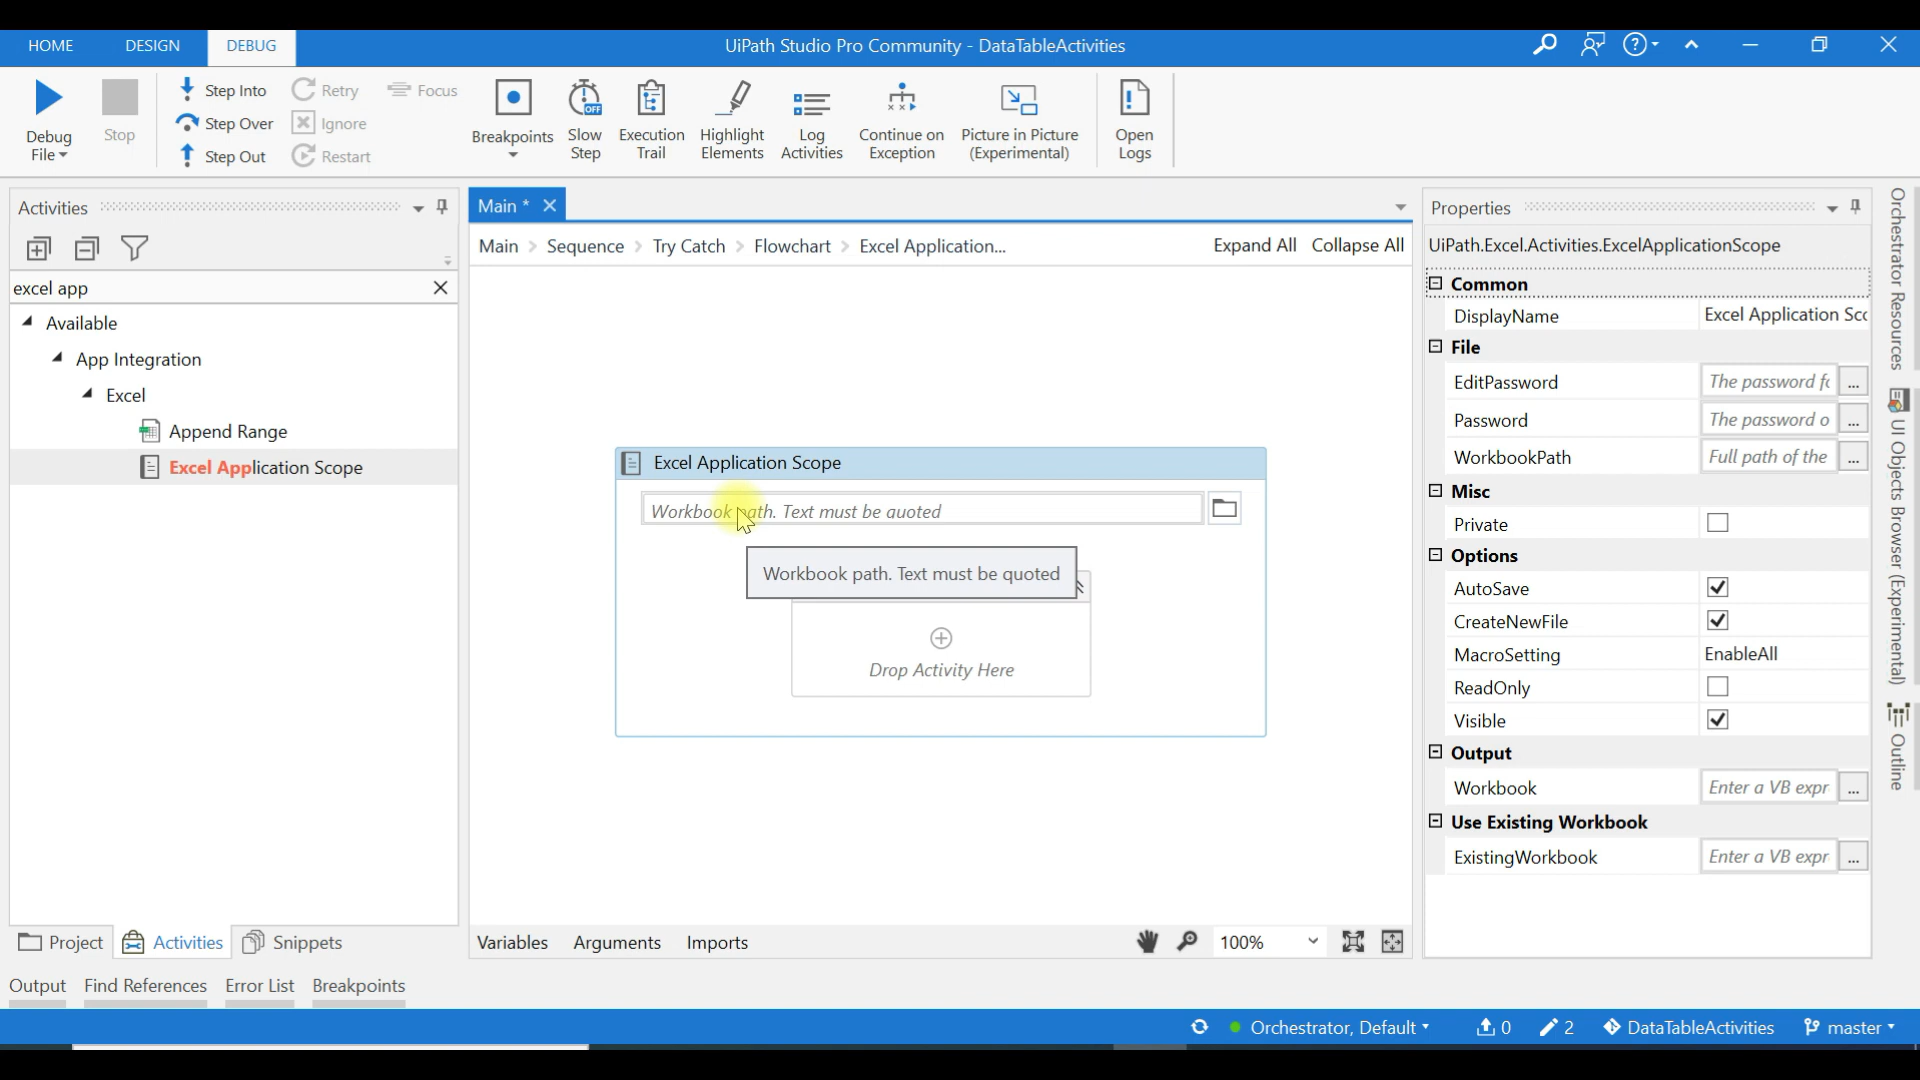 HOME DESIGN DEBUG UiPath Studio Pro Community - DataTableActivities
Debug File
Stop
Step Into
Step Over
Step Out
Retry
Ignore
Restart
Focus
Breakpoints
Slow Step
Execution Trail
Highlight Elements
Log Activities
Continue on Exception
Picture in Picture (Experimental)
Open Logs
Activities
excel app
Available
App Integration
Excel
Append Range
Excel Application Scope
Project Activities Snippets
Main *
Main Sequence Try Catch Flowchart Excel Application... Expand All Collapse All
Excel Application Scope
Workbook path. Text must be quoted
Workbook path. Text must be quoted
Drop Activity Here
Variables Arguments Imports 100%
Properties
UiPath.Excel.Activities.ExcelApplicationScope
Common
DisplayName Excel Application Sco
File
EditPassword The password fo ...
Password The password o ...
WorkbookPath Full path of the ...
Misc
Private
Options
AutoSave
CreateNewFile
MacroSetting EnableAll
ReadOnly
Visible
Output
Workbook Enter a VB expr ...
Use Existing Workbook
ExistingWorkbook Enter a VB expr ...
Orchestrator Resources
UI Objects Browser (Experimental)
Outline
Output Find References Error List Breakpoints
Orchestrator, Default 0 2 DataTableActivities master